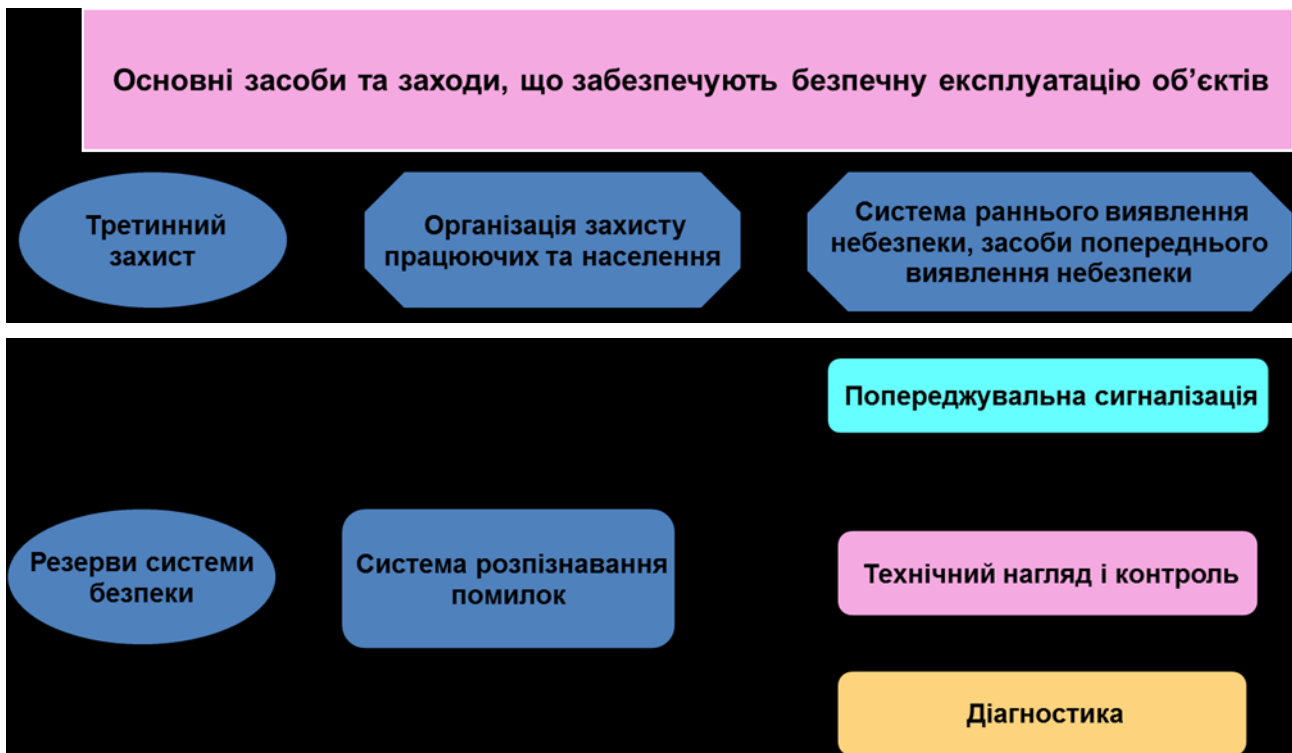 Основні засоби та заходи, що забезпечують безпечну експлуатацію об’єктів
Третинний
захист
Організація захисту
працюючих та населення
Система раннього виявлення
небезпеки, засоби попереднього
виявлення небезпеки
Попереджувальна сигналізація
Резерви системи
безпеки
Система розпізнавання
помилок
Технічний нагляд і контроль
Діагностика